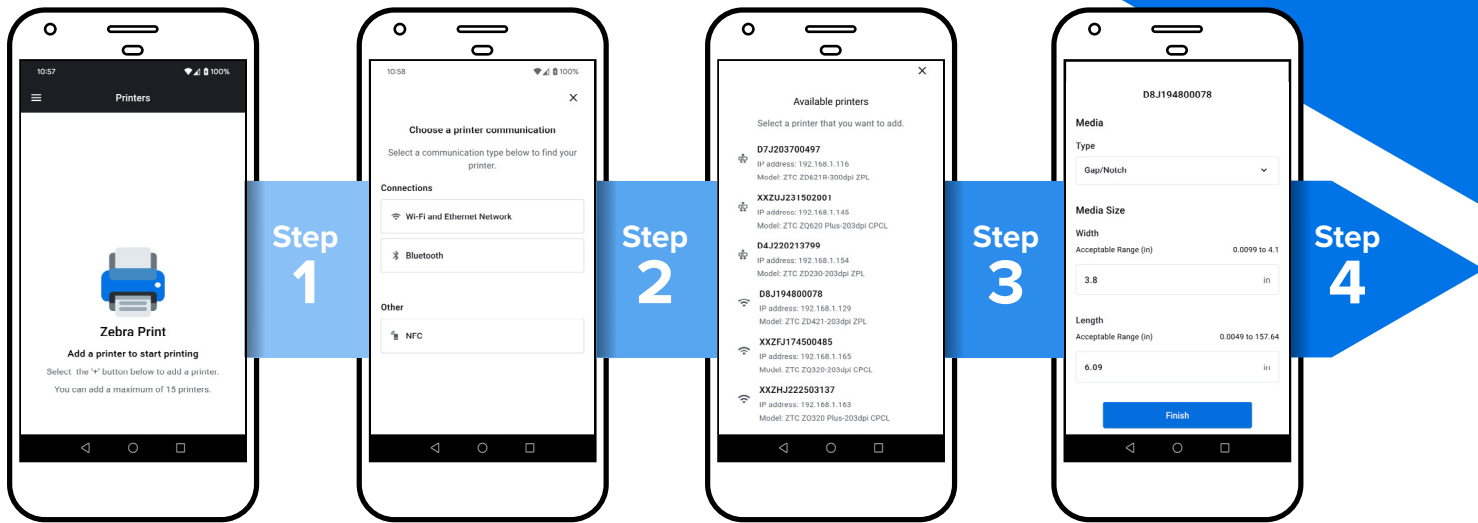 10:57
100%
Printers
Zebra Print
Add a printer to start printing
Select the '+' button below to add a printer.
You can add a maximum of 15 printers.
Step
1
10:58
100%
Choose a printer communication
Select a communication type below to find your
printer.
Connections
Wi-Fi and Ethernet Network
Bluetooth
Other
NFC
Step
2
Available printers
Select a printer that you want to add.
D7J203700497
IP address: 192.168.1.116
Model: ZTC ZD621R-300dpi ZPL
XXZUJ231502001
IP address: 192.168.1.145
Model: ZTC ZQ620 Plus-203dpi CPCL
D4J220213799
IP address: 192.168.1.154
Model: ZTC ZD230-203dpi ZPL
D8J194800078
IP address: 192.168.1.129
Model: ZTC ZD421-203dpi ZPL
XXZFJ174500485
IP address: 192.168.1.165
Model: ZTC ZQ320-203dpi CPCL
XXZHJ222503137
IP address: 192.168.1.163
Model: ZTC ZQ320 Plus-203dpi CPCL
Step
3
D8J194800078
Media
Type
Gap/Notch
Media Size
Width
Acceptable Range (in) 0.0099 to 4.1
3.8 in
Length
Acceptable Range (in) 0.0049 to 157.64
6.09 in
Finish
Step
4